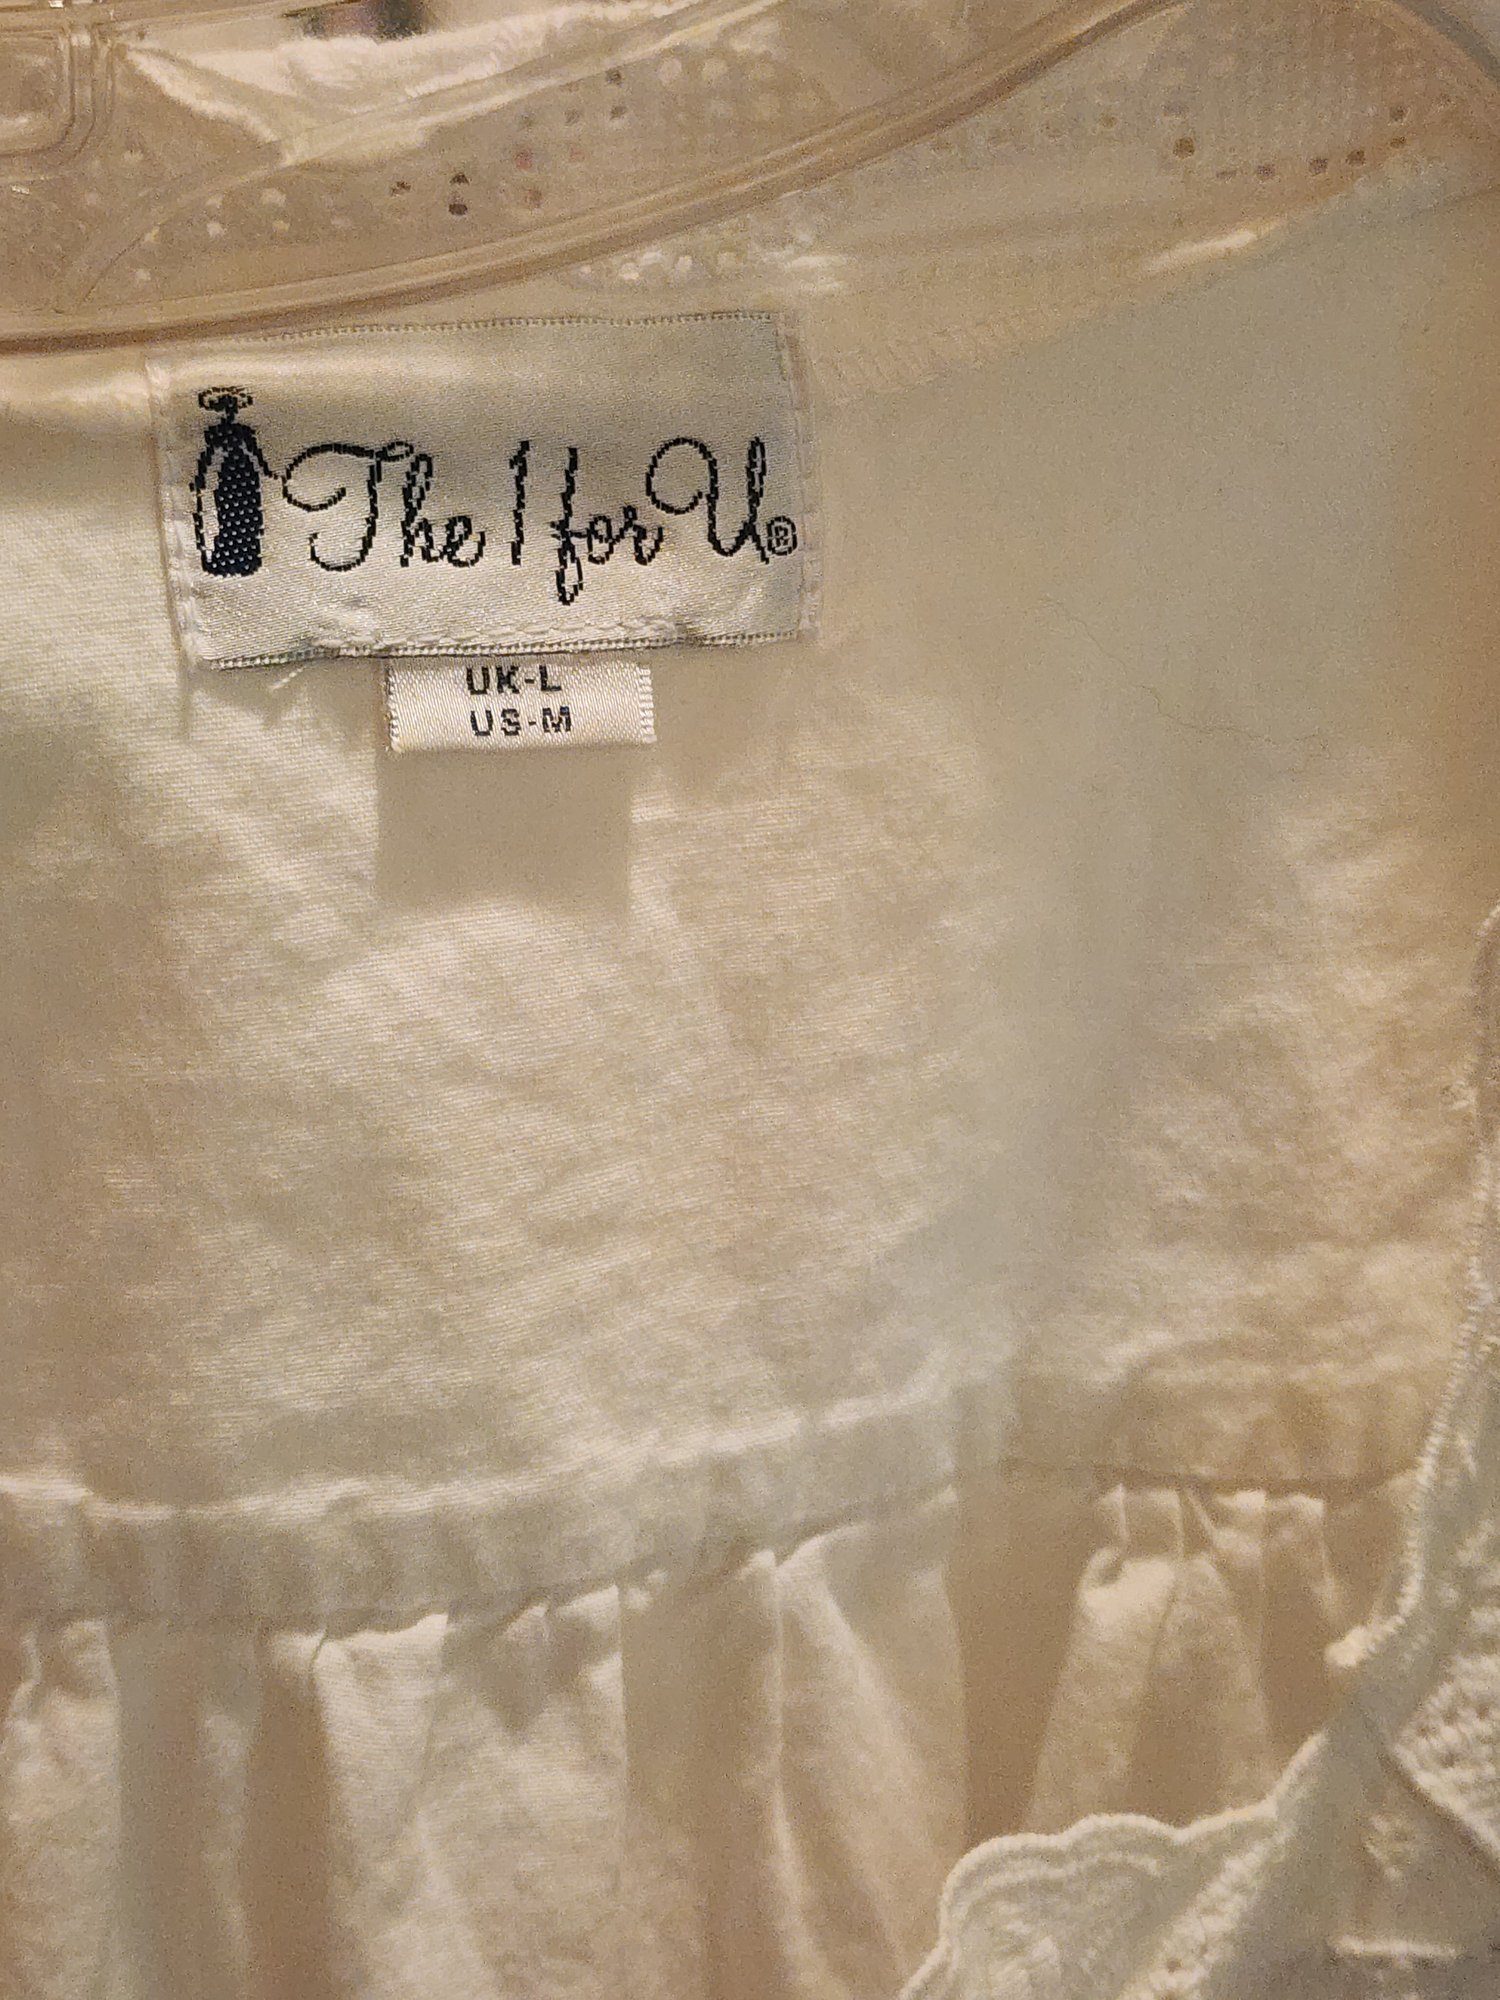 The 1 for U®
UK-L
US-M